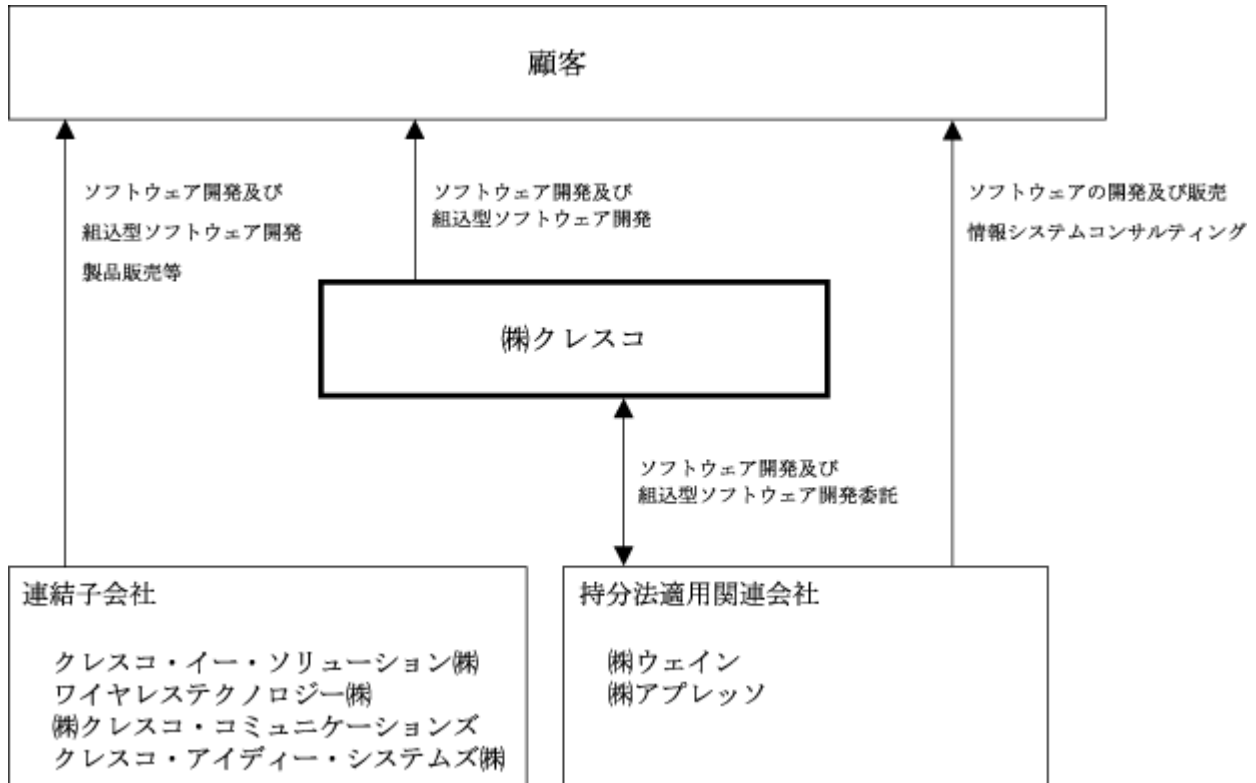 顧客
ソフトウェア開発及び
組込型ソフトウェア開発
製品販売等
ソフトウェア開発及び
組込型ソフトウェア開発
ソフトウェアの開発及び販売
情報システムコンサルティング
㈱クレスコ
ソフトウェア開発及び
組込型ソフトウェア開発委託
連結子会社
クレスコ・イー・ソリューション㈱
ワイヤレステクノロジー㈱
㈱クレスコ・コミュニケーションズ
クレスコ・アイディー・システムズ㈱
持分法適用関連会社
㈱ウェイン
㈱アプレッソ